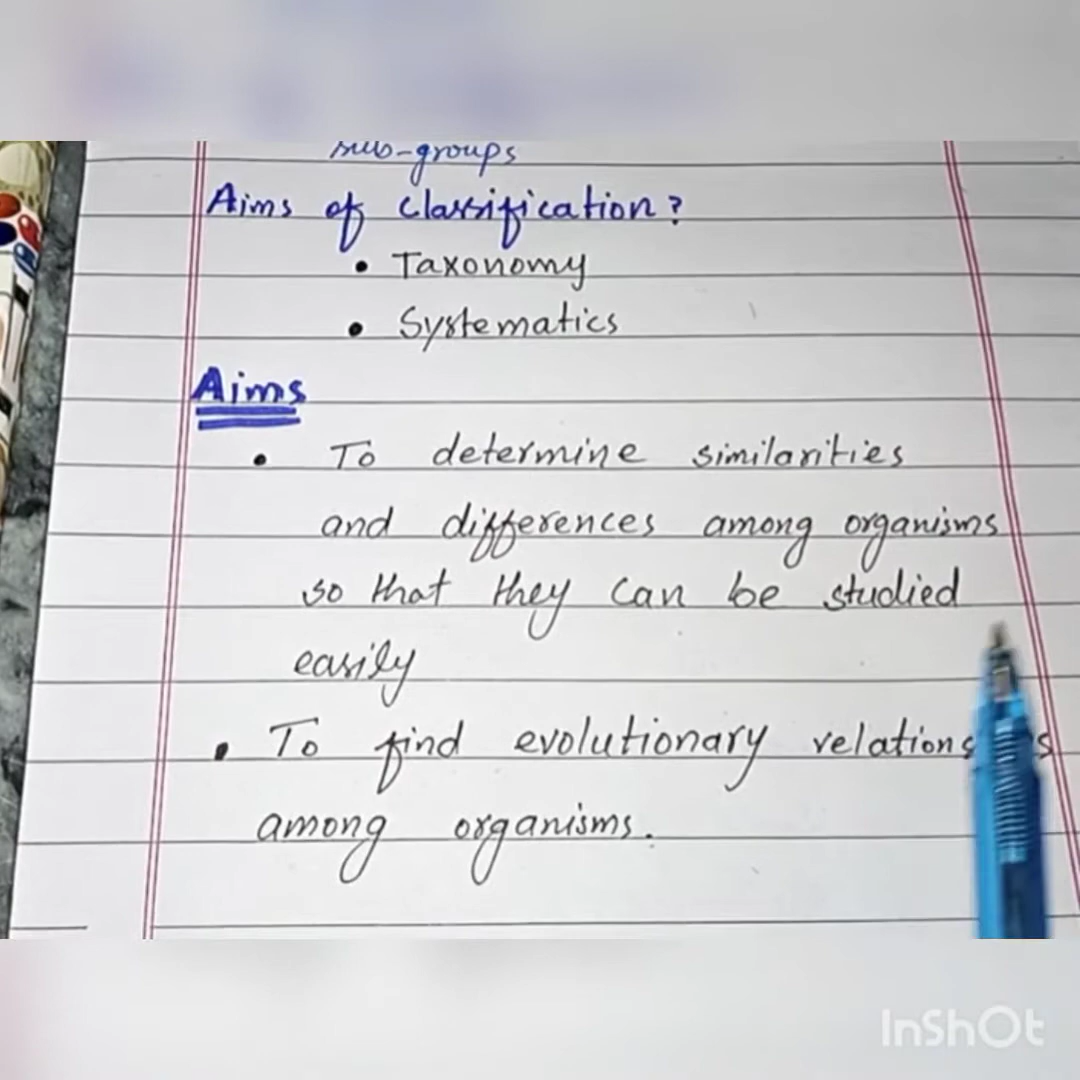 sub-groups
Aims of classification?
• Taxonomy
• Systematics
Aims
• To determine similarities
and differences among organisms
so that they can be studied
easily
• To find evolutionary
among organisms.
InShOt